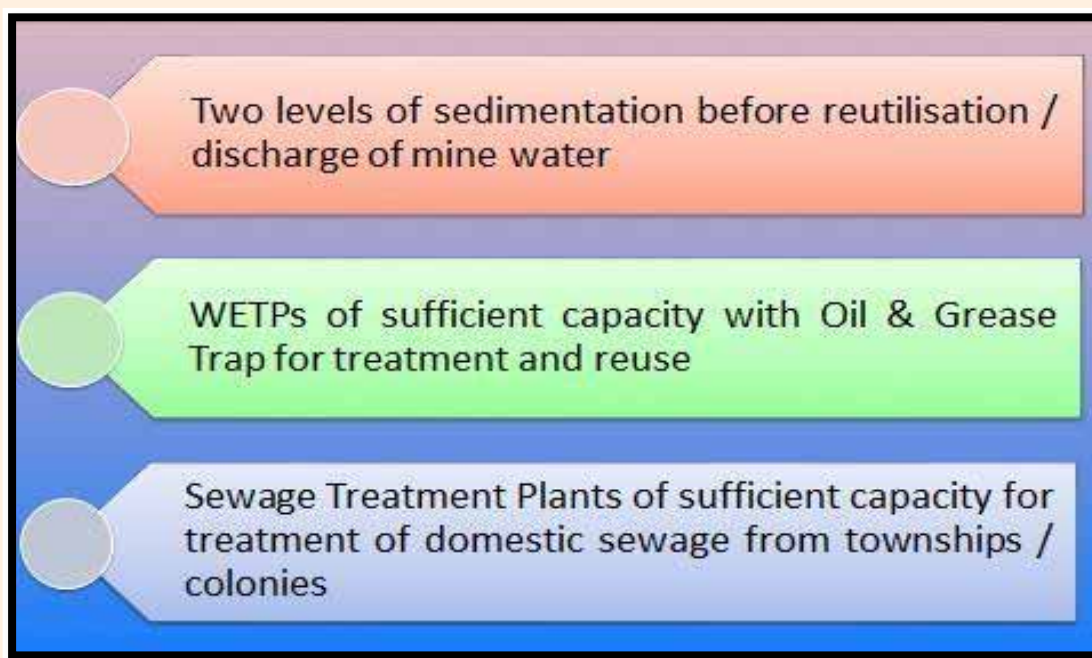 Two levels of sedimentation before reutilisation /
discharge of mine water
WETPs of sufficient capacity with Oil & Grease
Trap for treatment and reuse
Sewage Treatment Plants of sufficient capacity for
treatment of domestic sewage from townships /
colonies